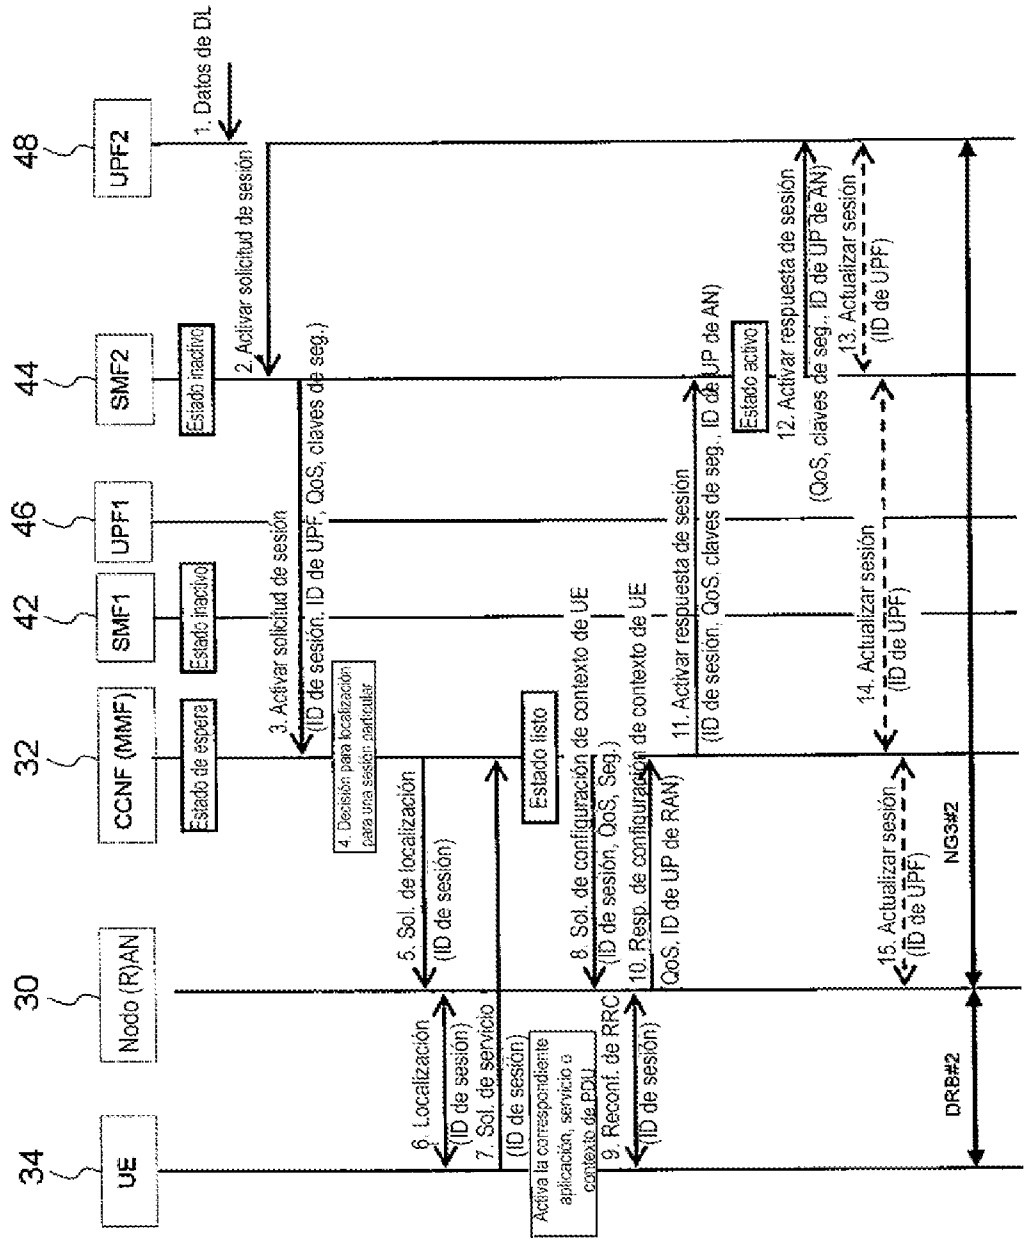 34
UE
30
Nodo (R)AN
32
CCNF (MMF)
42
SMF1
46
UPF1
44
SMF2
48
UPF2
Estado de espera
Estado inactivo
Estado inactivo
1. Datos de DL
2. Activar solicitud de sesión
3. Activar solicitud de sesión
(ID de sesión, ID de UPF, QoS, claves de seg.)
4. Decisión para localización
para una sesión particular
5. Sol. de localización
(ID de sesión)
6. Localización
(ID de sesión)
7. Sol. de servicio
(ID de sesión)
Estado listo
Activa la correspondiente
aplicación, servicio o
contexto de PDU
8. Sol. de configuración de contexto de UE
(ID de sesión, QoS, Seg.)
9. Reconf. de RRC
(ID de sesión)
10. Resp. de configuración de contexto de UE
(QoS, ID de UP de RAN)
11. Activar respuesta de sesión
(ID de sesión, QoS, claves de seg., ID de UP de AN)
Estado activo
12. Activar respuesta de sesión
(QoS, claves de seg., ID de UP de AN)
13. Actualizar sesión
(ID de UPF)
14. Actualizar sesión
(ID de UPF)
15. Actualizar sesión
(ID de UPF)
DRB#2
NG3#2